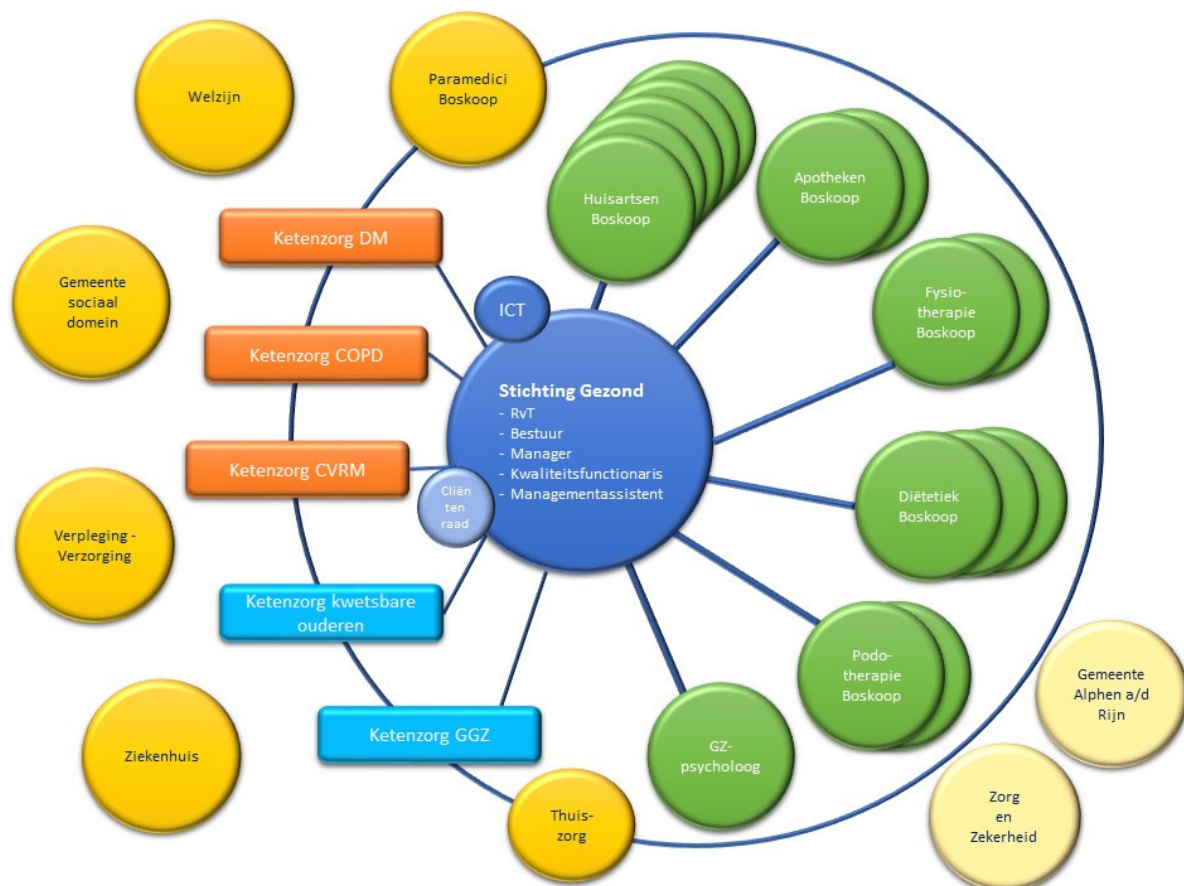 Welzijn
Paramedici
Boskoop
Huisartsen
Boskoop
Apotheken
Boskoop
Ketenzorg DM
Gemeente
sociaal
domein
ICT
Fysio-
therapie
Boskoop
Ketenzorg COPD
Stichting Gezond
- RvT
- Bestuur
- Manager
- Kwaliteitsfunctionaris
- Managementassistent
Ketenzorg CVRM
Cliën
ten
raad
Diëtetiek
Boskoop
Verpleging -
Verzorging
Ketenzorg kwetsbare
ouderen
Podo-
therapie
Boskoop
Gemeente
Alphen a/d
Rijn
Ketenzorg GGZ
GZ-
psycholoog
Ziekenhuis
Thuis-
zorg
Zorg
en
Zekerheid